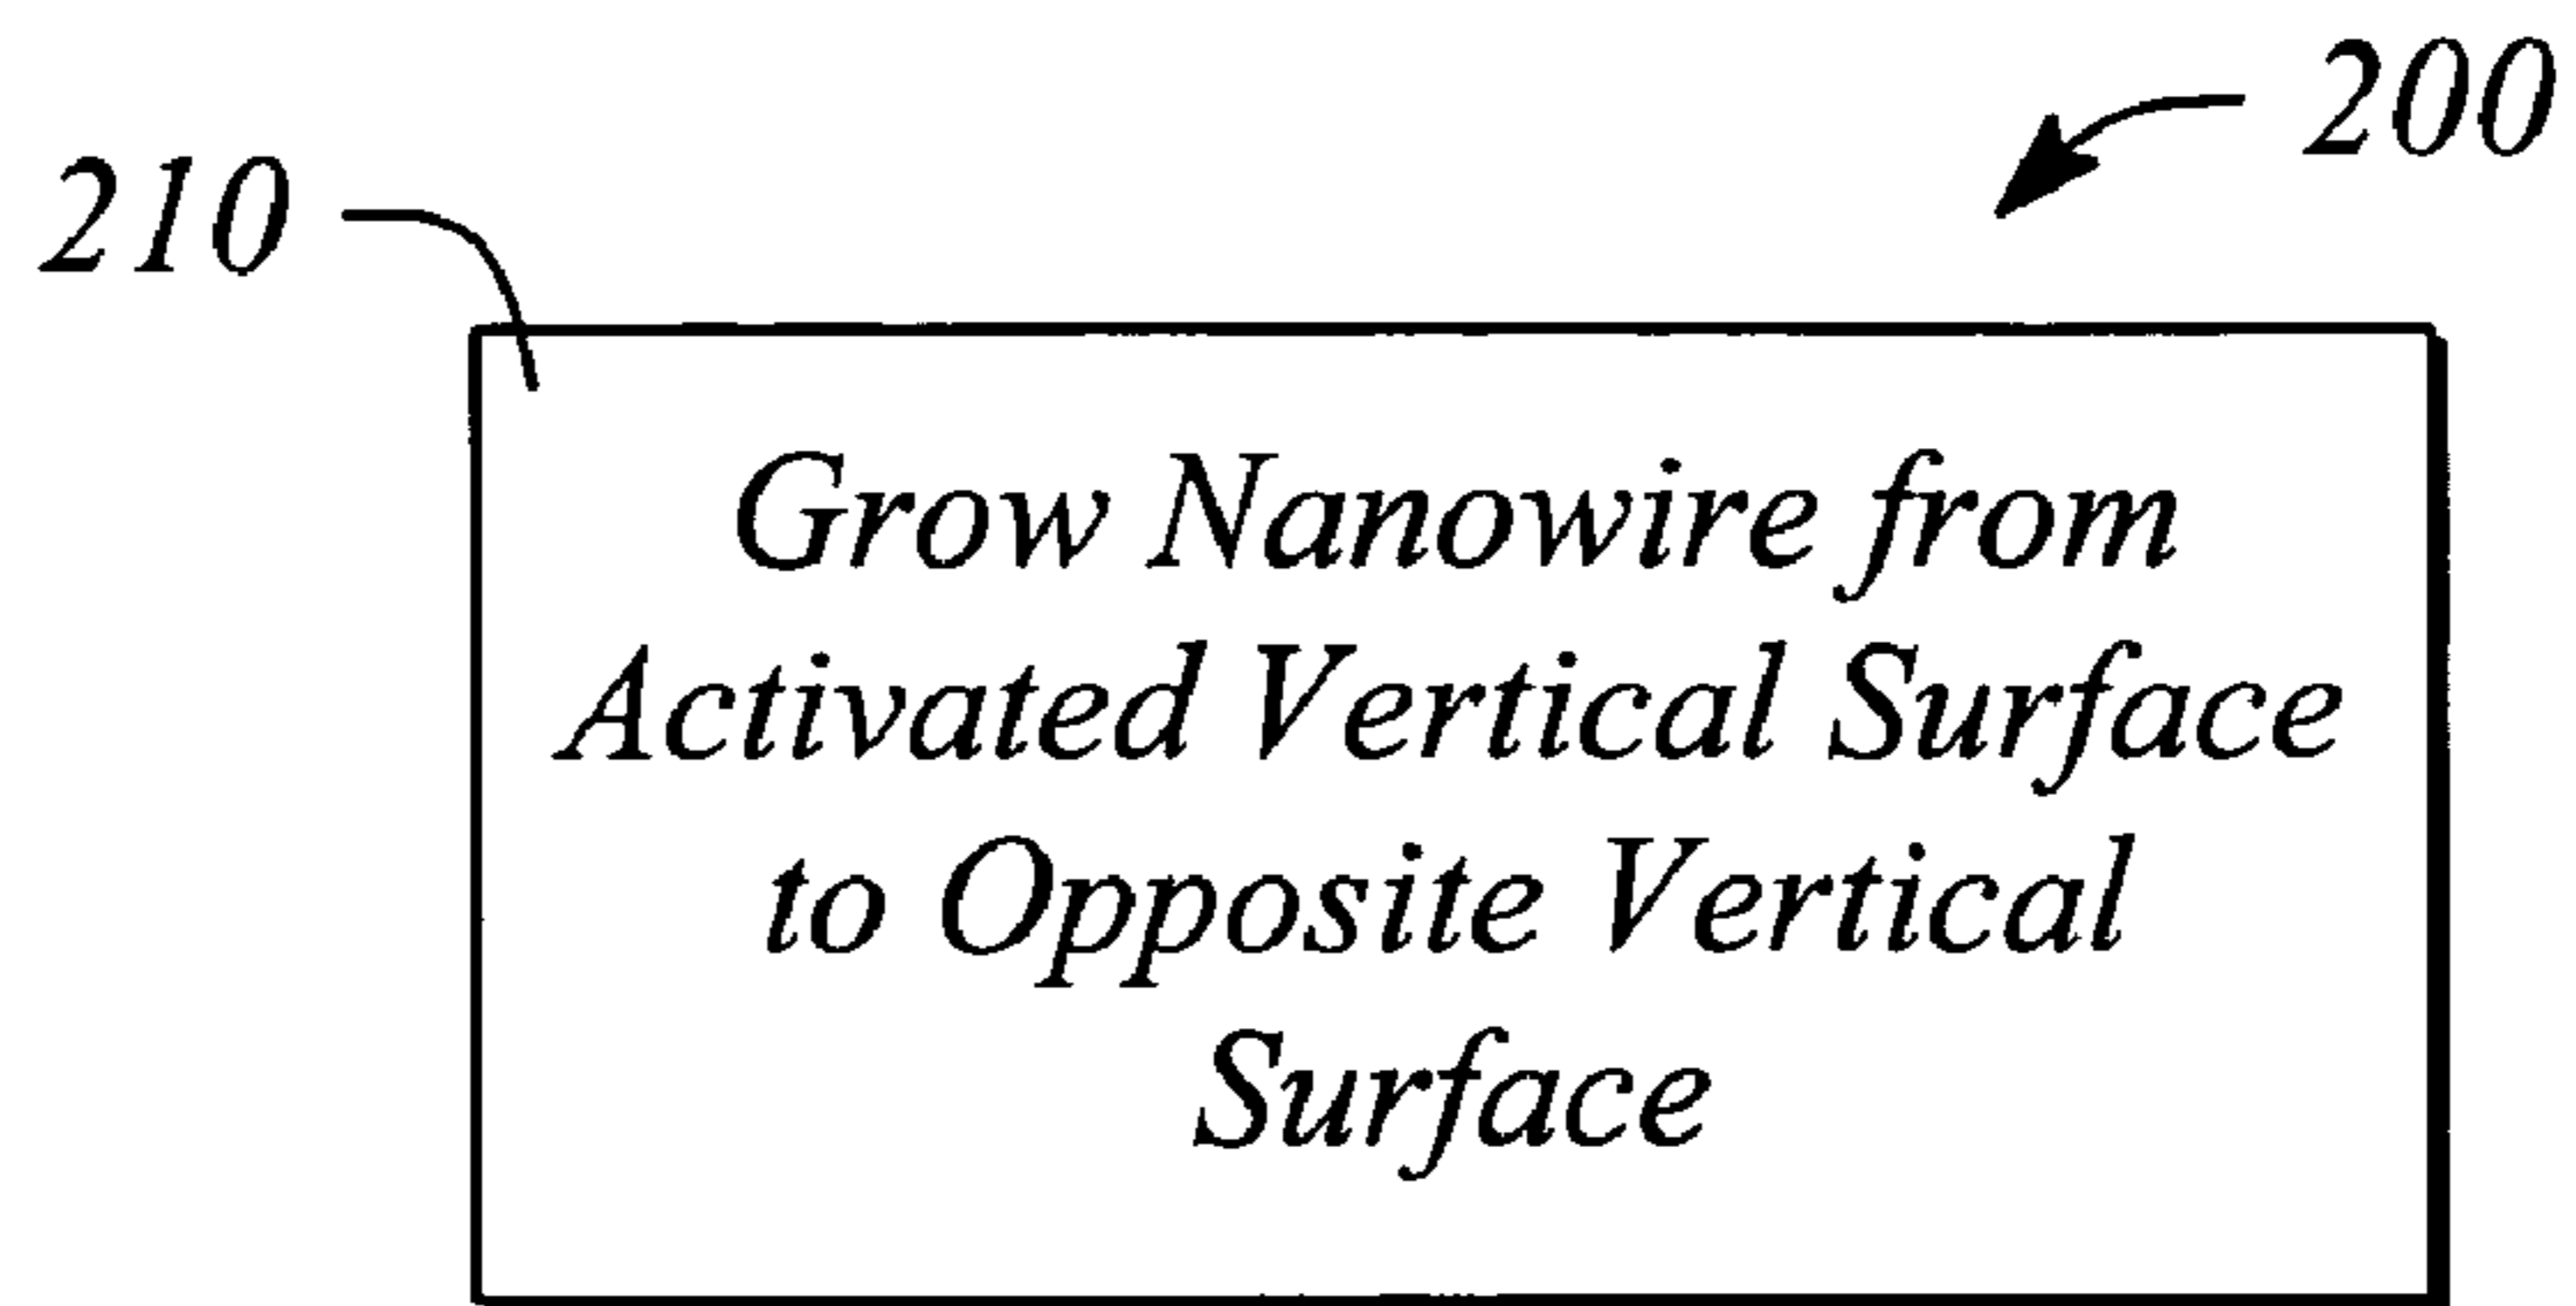 200
210
Grow Nanowire from
Activated Vertical Surface
to Opposite Vertical
Surface